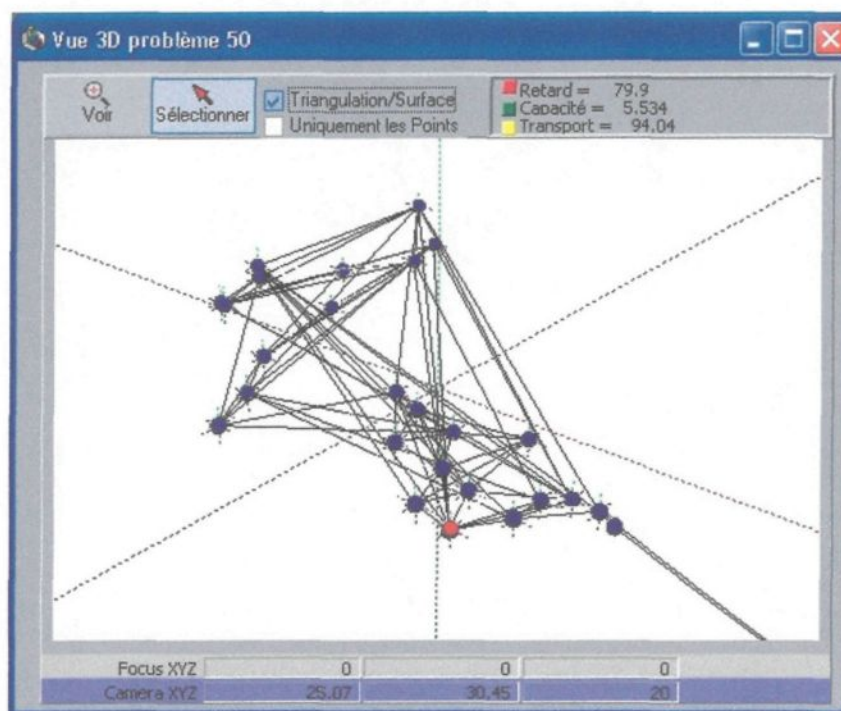 Vue 3D problème 50
Voir
Sélectionner
Triangulation/Surface
Uniquement les Points
Retard = 79.9
Capacité = 5.534
Transport = 94.04
Focus XYZ 0 0 0
Camera XYZ 25.07 30.45 20